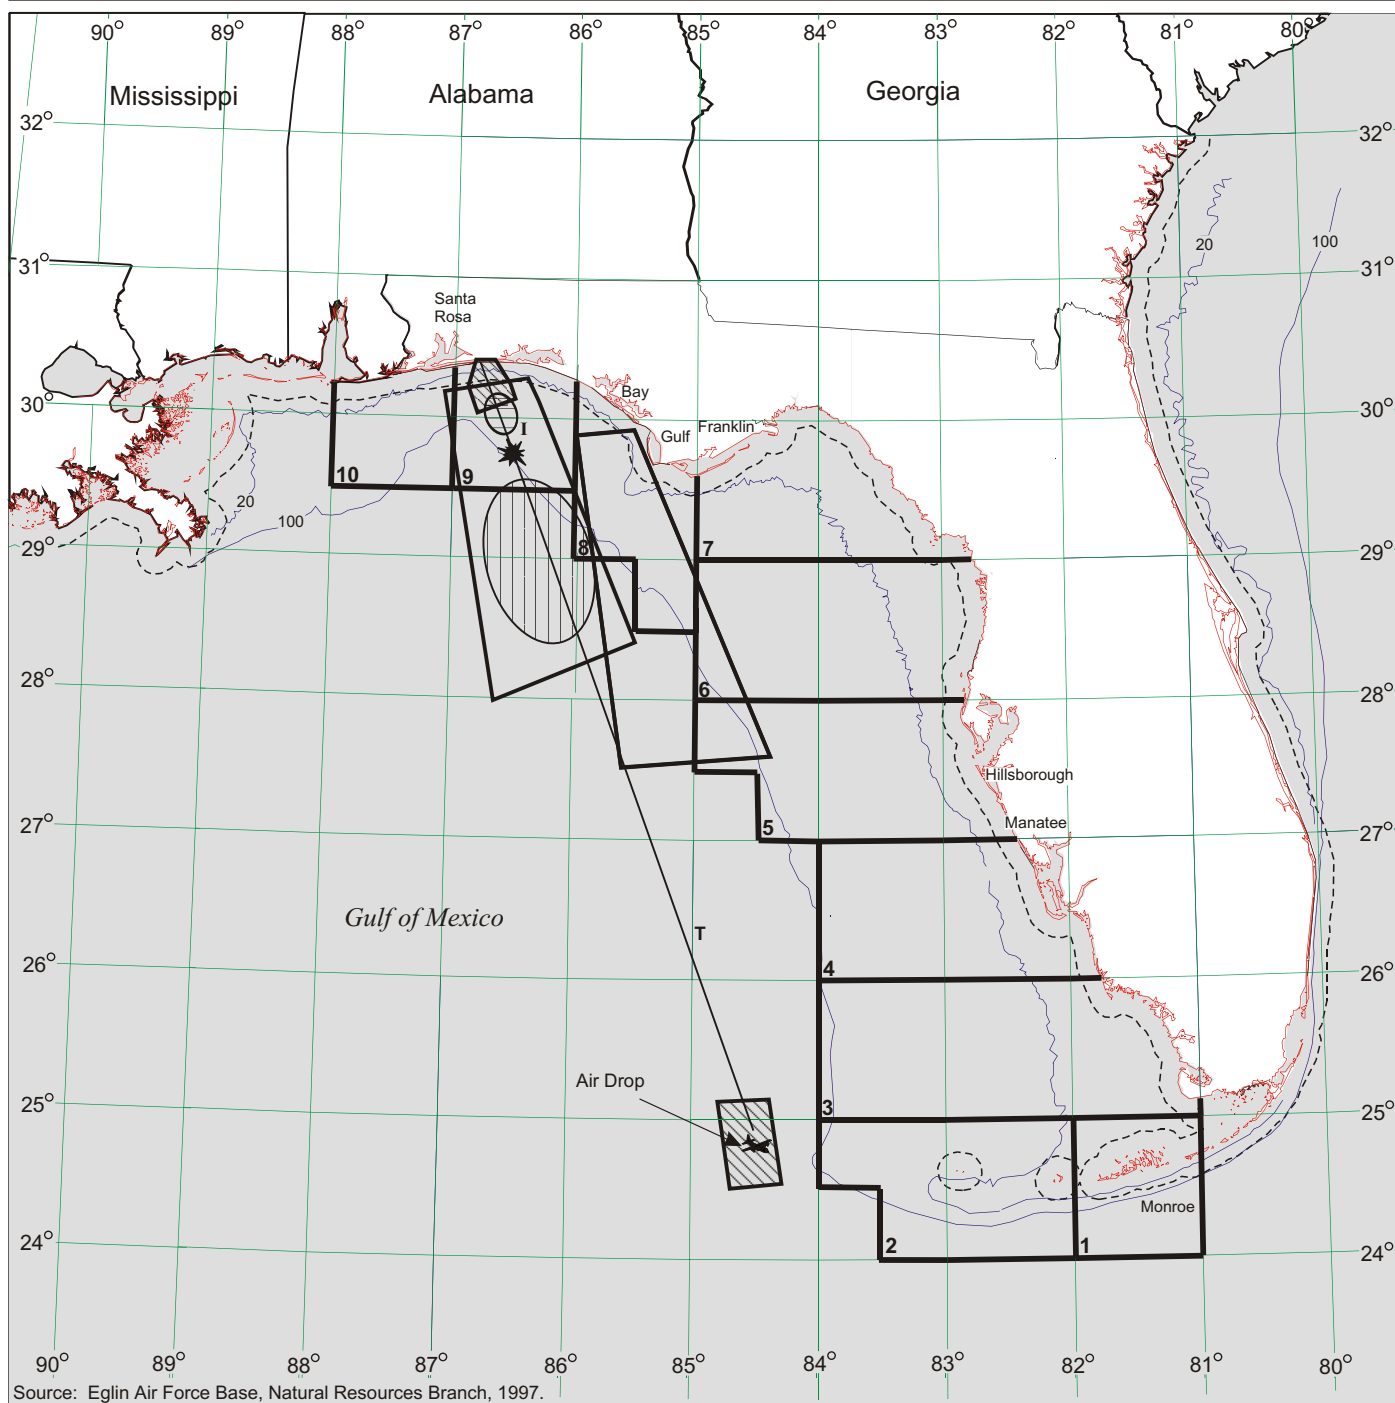 90° 89° 88° 87° 86° 85° 84° 83° 82° 81° 80°
Mississippi Alabama Georgia
32° 32°
20 100
31° 31°
Santa
Rosa
Bay
30° 30°
Gulf Franklin
I
10 9
20
100
29° 8 7 29°
28° 6 28°
Hillsborough
Manatee
27° 5 27°
Gulf of Mexico
T
26° 4 26°
Air Drop
25° 3 25°
Monroe
24° 2 1 24°
90° 89° 88° 87° 86° 85° 84° 83° 82° 81° 80°
Source: Eglin Air Force Base, Natural Resources Branch, 1997.